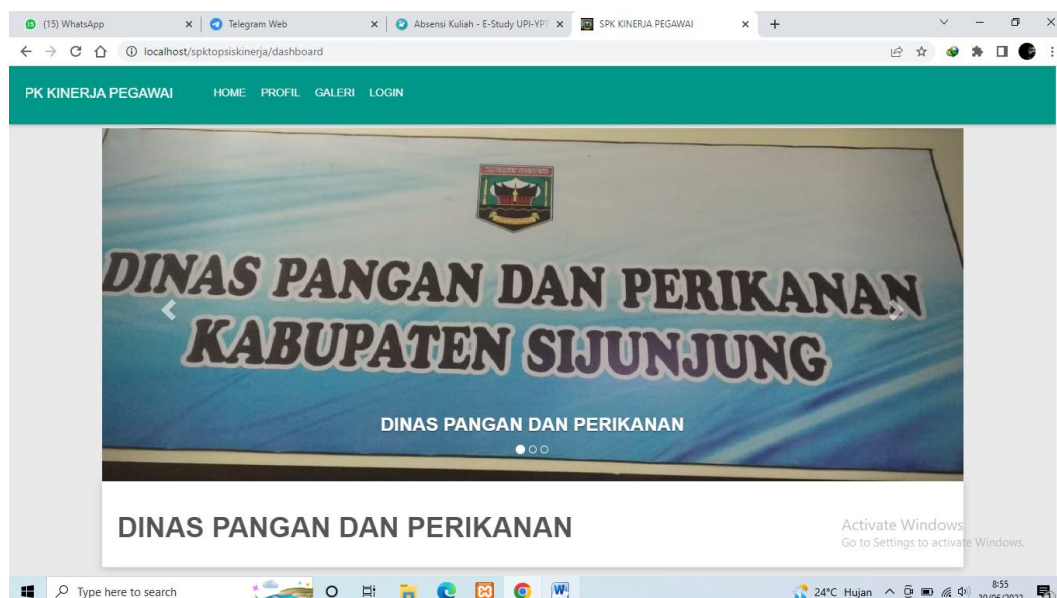 (15) WhatsApp
Telegram Web
Absensi Kuliah - E-Study UPI-YPT
SPK KINERJA PEGAWAI
localhost/spktopsiskinerja/dashboard
PK KINERJA PEGAWAI
HOME PROFIL GALERI LOGIN
DINAS PANGAN DAN PERIKANAN
KABUPATEN SIJUNJUNG
DINAS PANGAN DAN PERIKANAN
DINAS PANGAN DAN PERIKANAN
Activate Windows
Go to Settings to activate Windows.
Type here to search
24°C Hujan
8:55